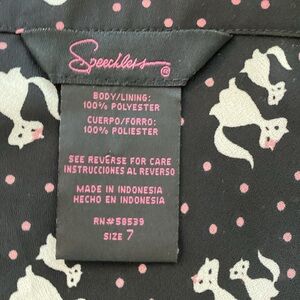 Speechless
BODY/LINING:
100% POLYESTER
CUERPO/FORRO:
100% POLIESTER
SEE REVERSE FOR CARE
INSTRUCCIONES AL REVERSO
MADE IN INDONESIA
HECHO EN INDONESIA
RN#58539
SIZE 7